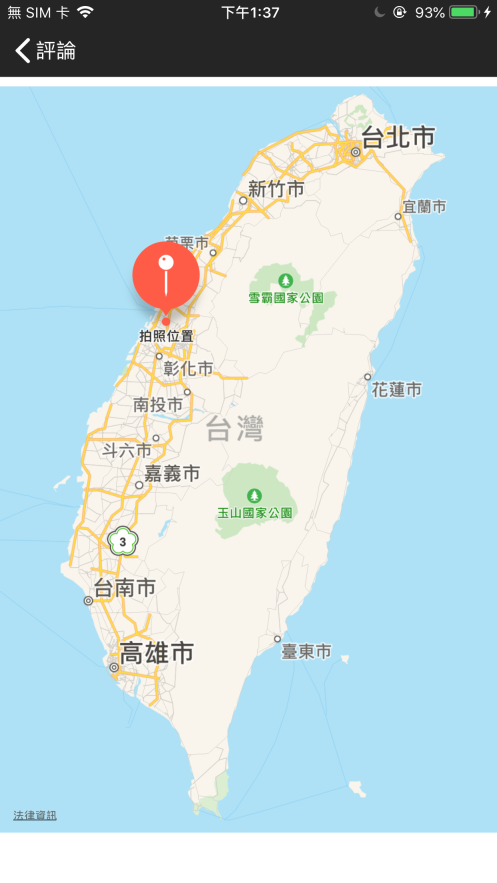 無 SIM 卡 下午1:37 93%
評論
台北市
新竹市
宜蘭市
苗栗市
雪霸國家公園
拍照位置
彰化市
花蓮市
南投市
台灣
斗六市
嘉義市
玉山國家公園
3
台南市
高雄市
臺東市
法律資訊